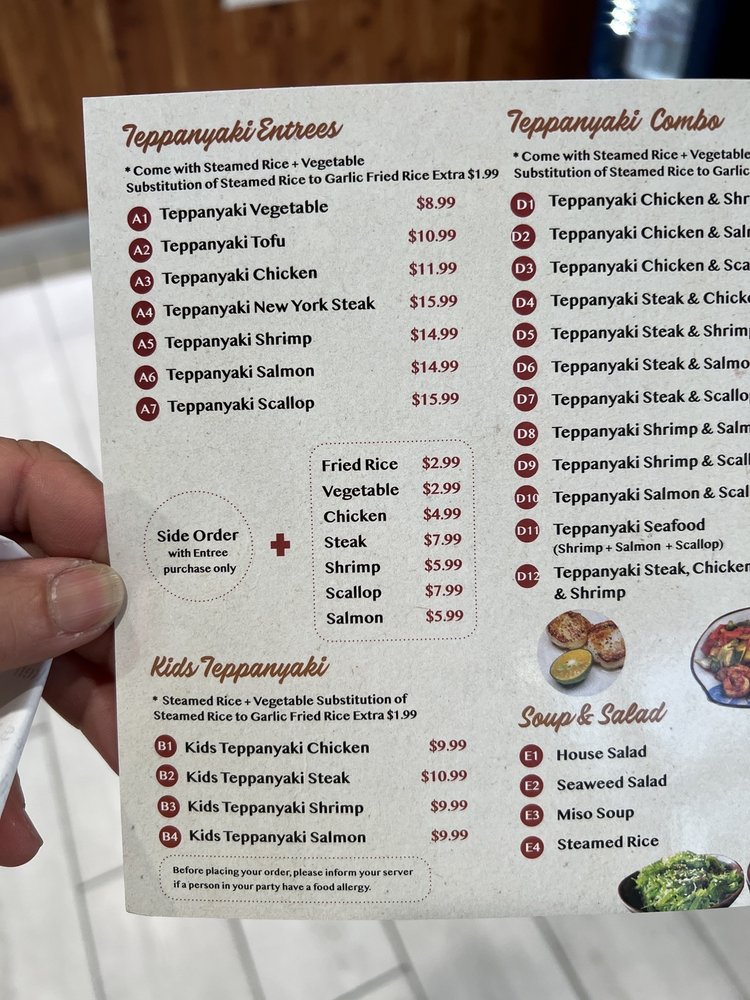 Teppanyaki Entrees
* Come with Steamed Rice + Vegetable
Substitution of Steamed Rice to Garlic Fried Rice Extra $1.99
A1 Teppanyaki Vegetable $8.99
A2 Teppanyaki Tofu $10.99
A3 Teppanyaki Chicken $11.99
A4 Teppanyaki New York Steak $15.99
A5 Teppanyaki Shrimp $14.99
A6 Teppanyaki Salmon $14.99
A7 Teppanyaki Scallop $15.99
Side Order
with Entree
purchase only
+
Fried Rice $2.99
Vegetable $2.99
Chicken $4.99
Steak $7.99
Shrimp $5.99
Scallop $7.99
Salmon $5.99
Kids Teppanyaki
* Steamed Rice + Vegetable Substitution of
Steamed Rice to Garlic Fried Rice Extra $1.99
B1 Kids Teppanyaki Chicken $9.99
B2 Kids Teppanyaki Steak $10.99
B3 Kids Teppanyaki Shrimp $9.99
B4 Kids Teppanyaki Salmon $9.99
Before placing your order, please inform your server
if a person in your party have a food allergy.
Teppanyaki Combo
* Come with Steamed Rice + Vegetable
Substitution of Steamed Rice to Garlic
D1 Teppanyaki Chicken & Shr
D2 Teppanyaki Chicken & Saln
D3 Teppanyaki Chicken & Sca
D4 Teppanyaki Steak & Chick
D5 Teppanyaki Steak & Shrimp
D6 Teppanyaki Steak & Salmo
D7 Teppanyaki Steak & Scallo
D8 Teppanyaki Shrimp & Salm
D9 Teppanyaki Shrimp & Scal
D10 Teppanyaki Salmon & Scal
D11 Teppanyaki Seafood
(Shrimp + Salmon + Scallop)
D12 Teppanyaki Steak, Chicken
& Shrimp
Soup & Salad
E1 House Salad
E2 Seaweed Salad
E3 Miso Soup
E4 Steamed Rice